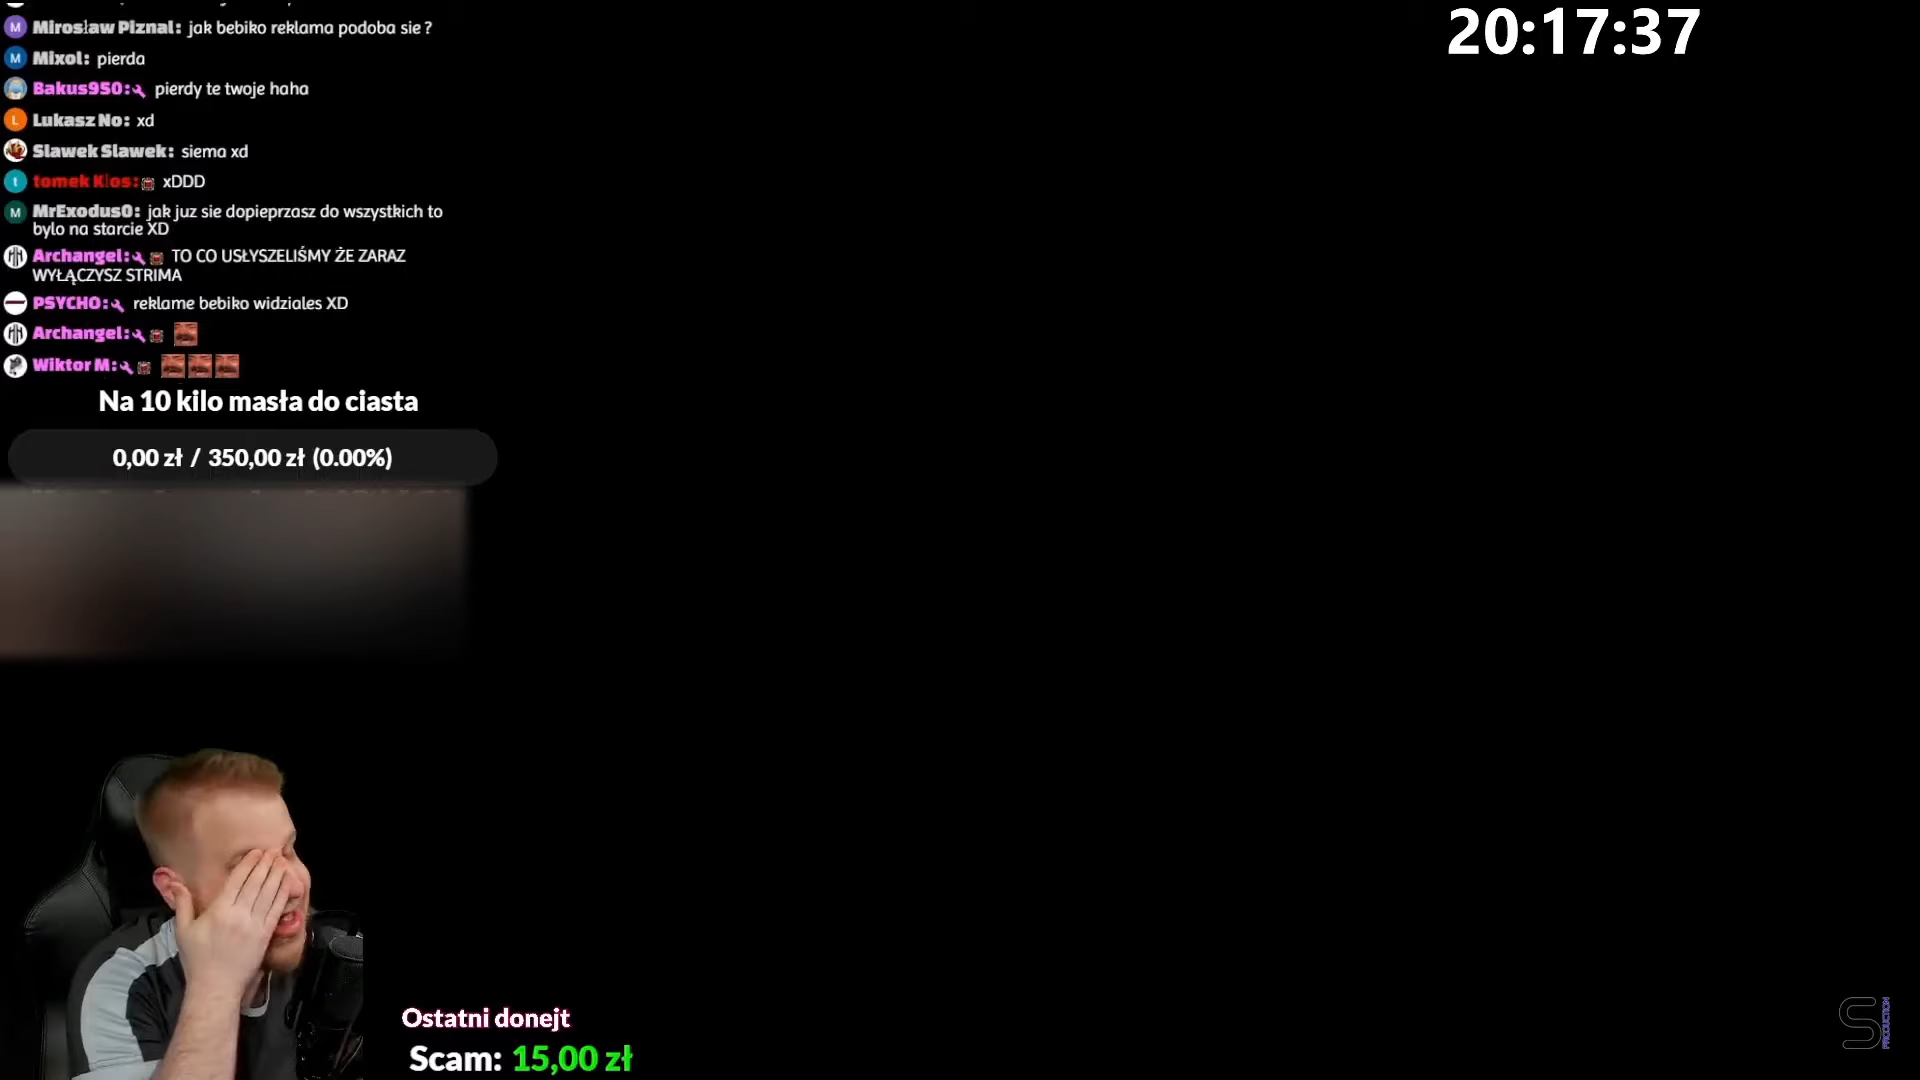 Mirosław Piznal: jak bebiko reklama podoba sie ?
Mixol: pierda
Bakus950: pierdy te twoje haha
Lukasz No: xd
Slawek Slawek: siema xd
tomek Klos: xDDD
MrExodus0: jak juz sie dopieprzasz do wszystkich to
bylo na starcie XD
Archangel: TO CO USŁYSZELIŚMY ŻE ZARAZ
WYŁĄCZYSZ STRIMA
PSYCHO: reklame bebiko widziales XD
Archangel:
Wiktor M:
Na 10 kilo masła do ciasta
0,00 zł / 350,00 zł (0.00%)
20:17:37
Ostatni donejt
Scam: 15,00 zł
S PRODUCTION